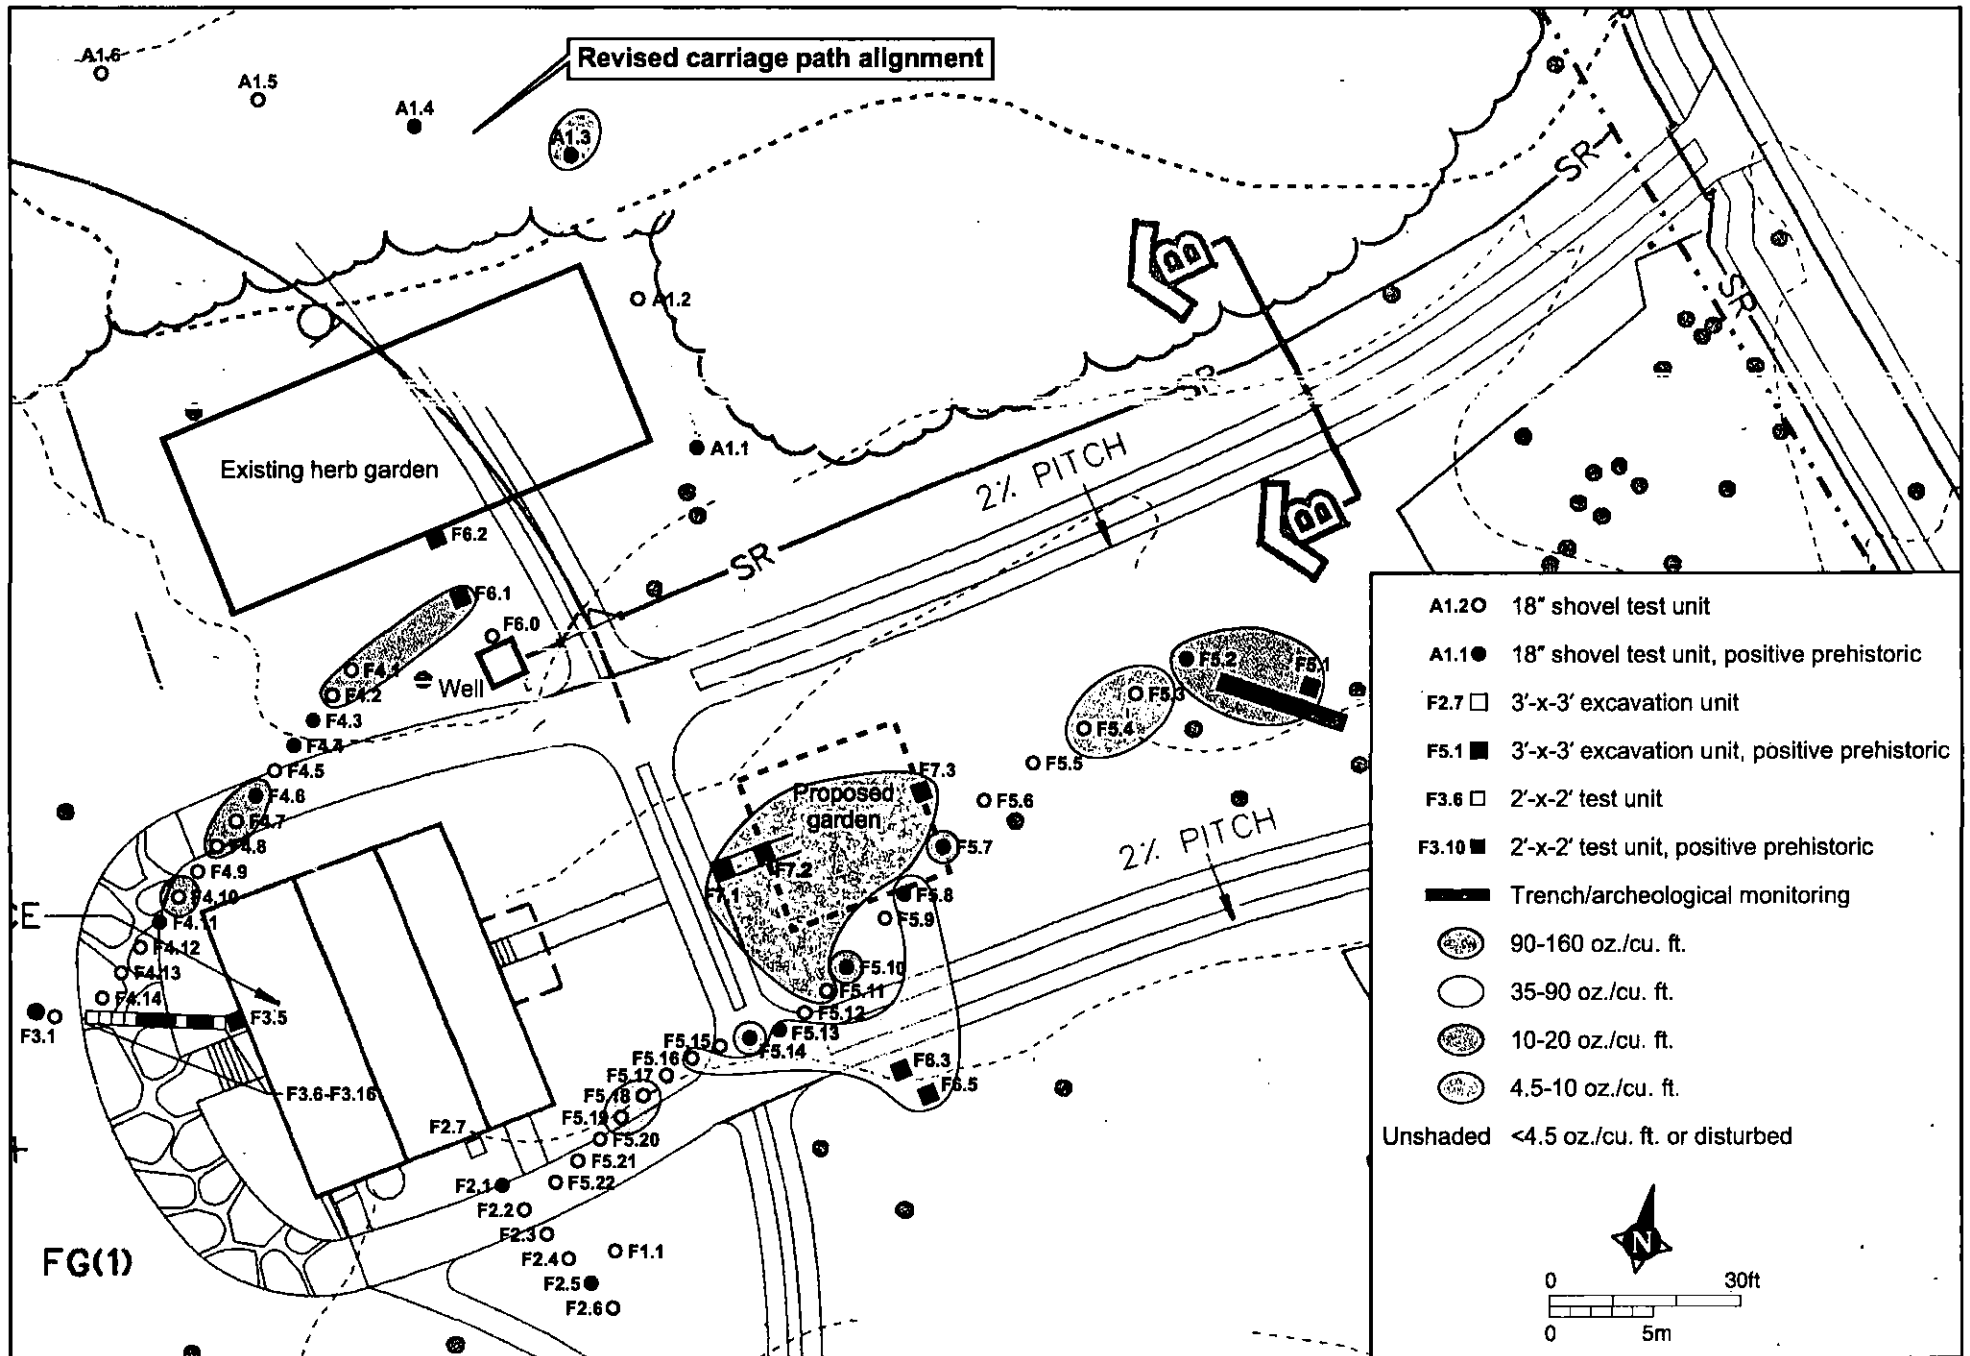 Revised carriage path alignment
A1.6
A1.5
A1.4
A1.3
A1.2
A1.1
SR
SR
SR
SR
B
B
2% PITCH
Existing herb garden
F6.2
F6.1
F6.0
Well
F4.1
F4.2
F4.3
F4.4
F4.5
F4.6
F4.7
F4.8
F4.9
F4.10
F4.11
F4.12
F4.13
F4.14
CE
F3.1
F3.5
F3.6-F3.16
F5.1
F5.2
F5.3
F5.4
F5.5
F5.6
F5.7
F5.8
F5.9
F5.10
F5.11
F5.12
F5.13
F5.14
F5.15
F5.16
F5.17
F5.18
F5.19
F5.20
F5.21
F5.22
Proposed
garden
F7.3
F7.2
F7.1
2% PITCH
F6.3
F6.5
F2.7
F2.1
F2.2
F2.3
F2.4
F2.5
F2.6
F1.1
FG(1)
A1.2 18" shovel test unit
A1.1 18" shovel test unit, positive prehistoric
F2.7 3'-x-3' excavation unit
F5.1 3'-x-3' excavation unit, positive prehistoric
F3.6 2'-x-2' test unit
F3.10 2'-x-2' test unit, positive prehistoric
Trench/archeological monitoring
90-160 oz./cu. ft.
35-90 oz./cu. ft.
10-20 oz./cu. ft.
4.5-10 oz./cu. ft.
Unshaded <4.5 oz./cu. ft. or disturbed
N
0 30ft
0 5m